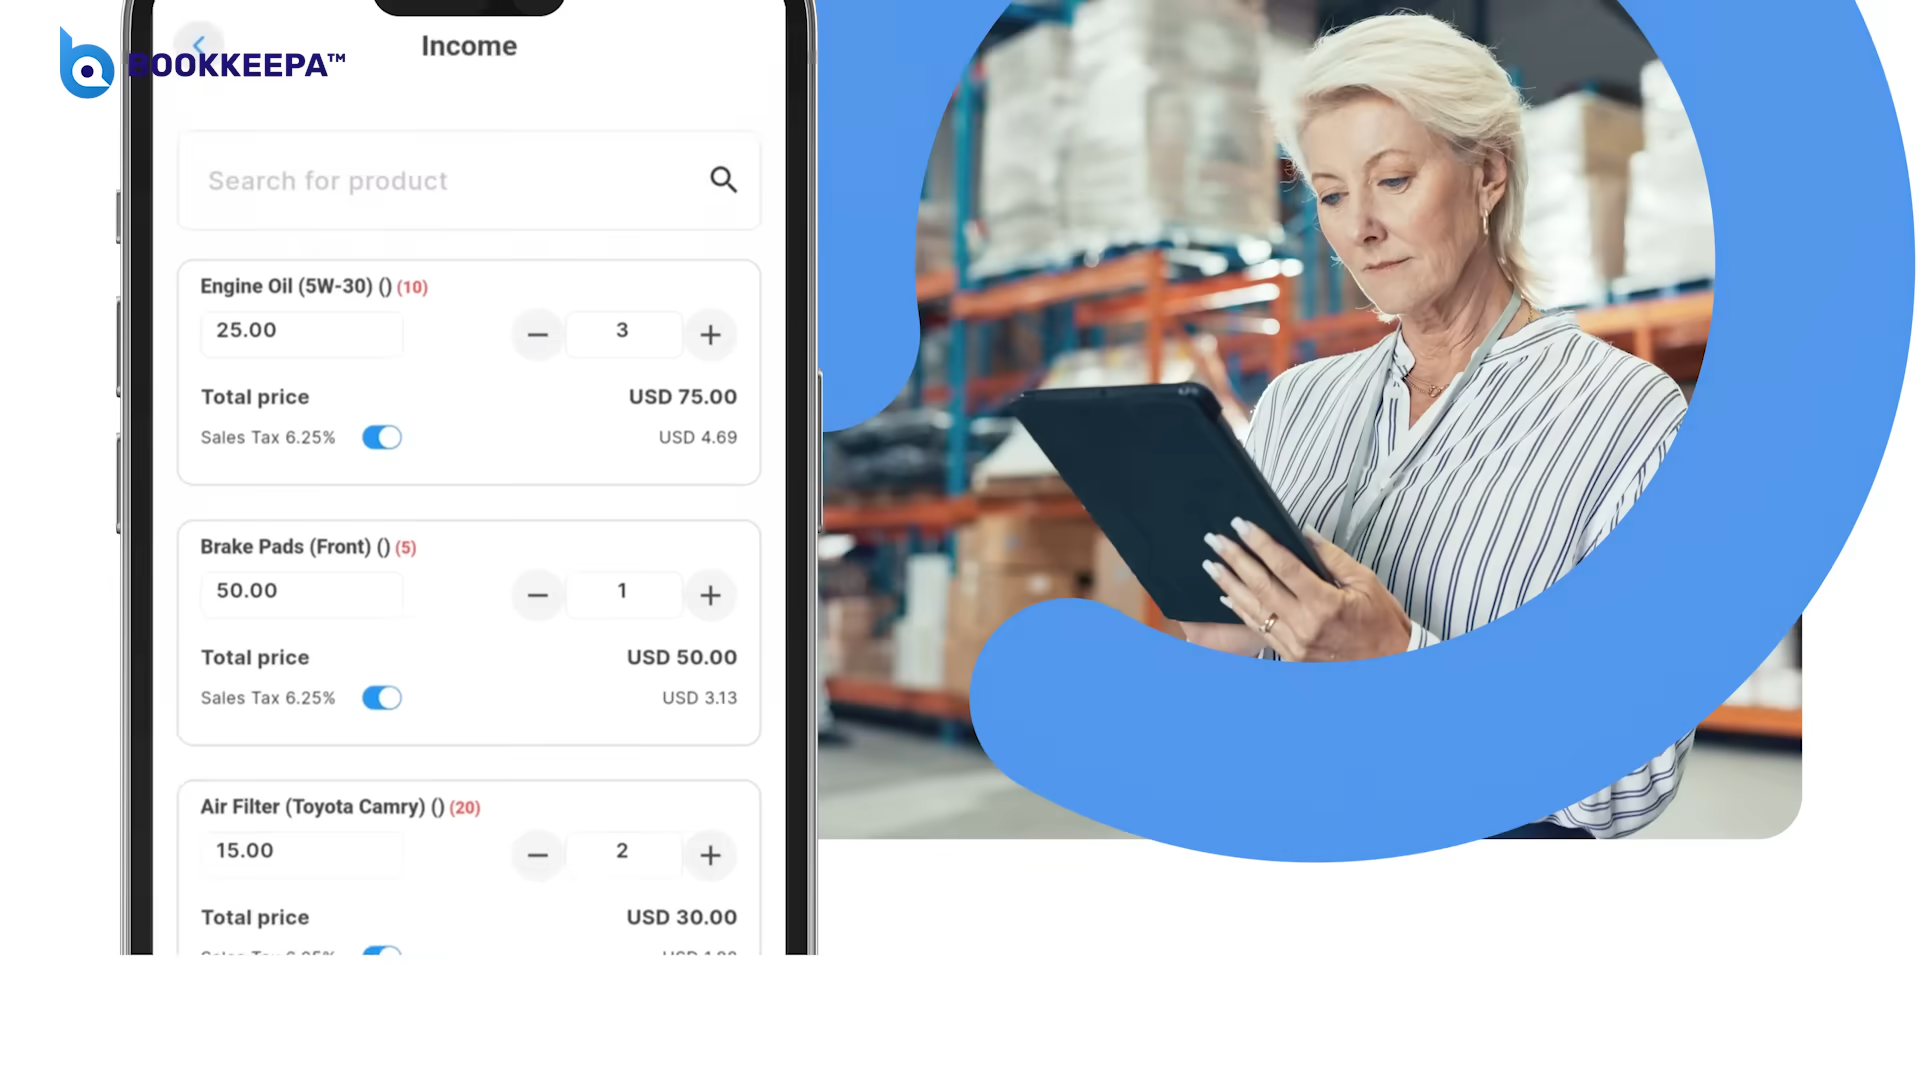 BOOKKEEPA™
Income
Search for product
Engine Oil (5W-30) () (10)
25.00
3
Total price
USD 75.00
Sales Tax 6.25%
USD 4.69
Brake Pads (Front) () (5)
50.00
1
Total price
USD 50.00
Sales Tax 6.25%
USD 3.13
Air Filter (Toyota Camry) () (20)
15.00
2
Total price
USD 30.00